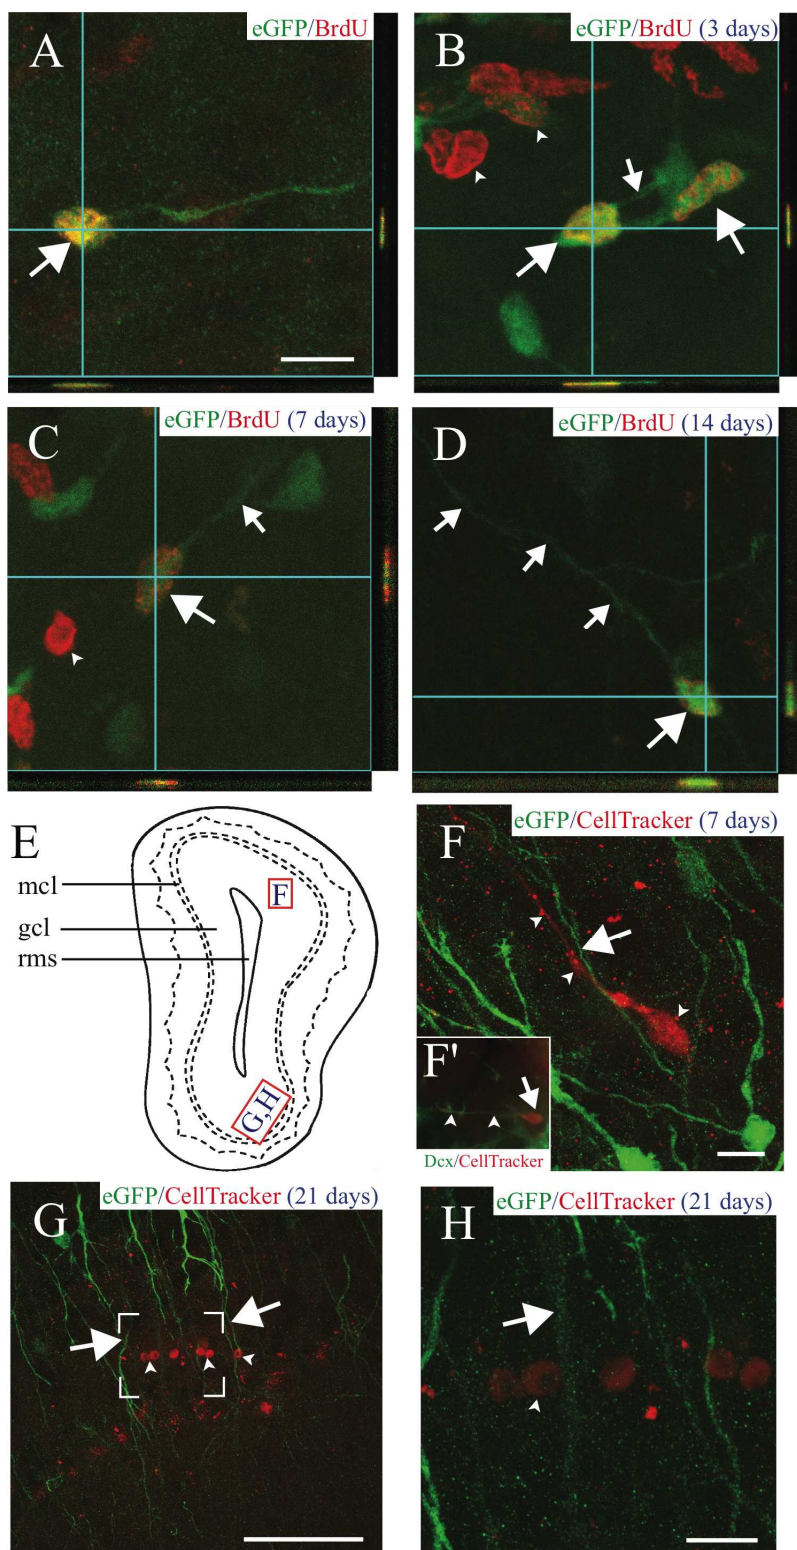 A
eGFP/BrdU
B
eGFP/BrdU (3 days)
C
eGFP/BrdU (7 days)
D
eGFP/BrdU (14 days)
E
mcl
gcl
rms
F
G,H
F
eGFP/CellTracker (7 days)
F'
Dcx/CellTracker
G
eGFP/CellTracker (21 days)
H
eGFP/CellTracker (21 days)